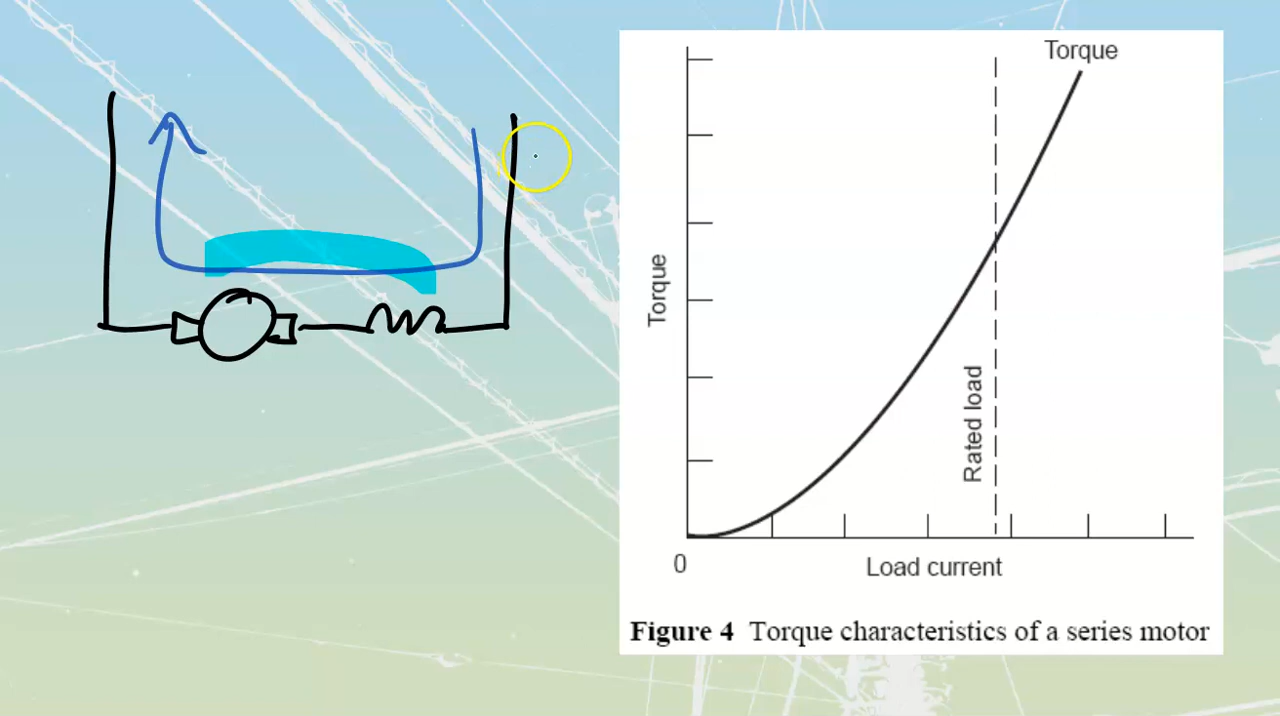 Torque
Torque
Rated load
0
Load current
Figure 4 Torque characteristics of a series motor